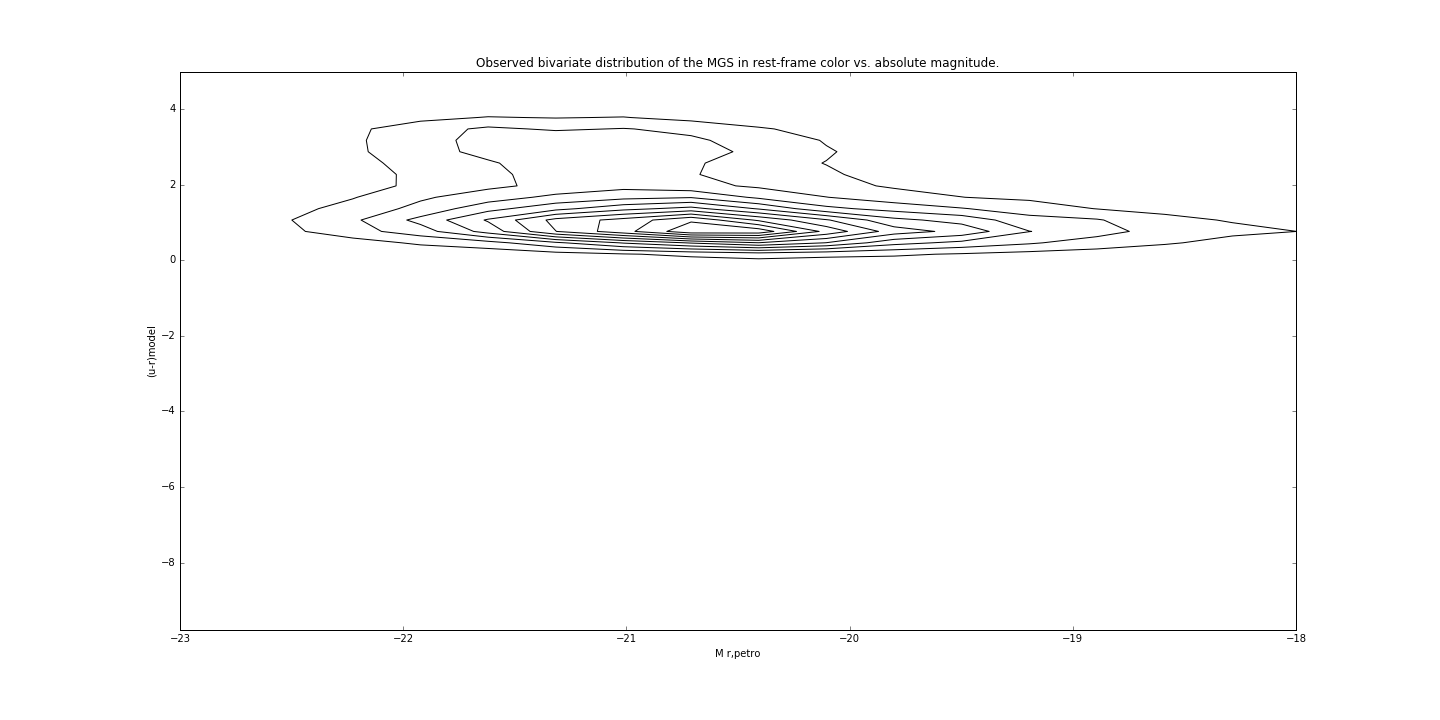 Observed bivariate distribution of the MGS in rest-frame color vs. absolute magnitude.
4
2
0
−2
−4
−6
−8
(u-r)model
−23 −22 −21 −20 −19 −18
M r,petro